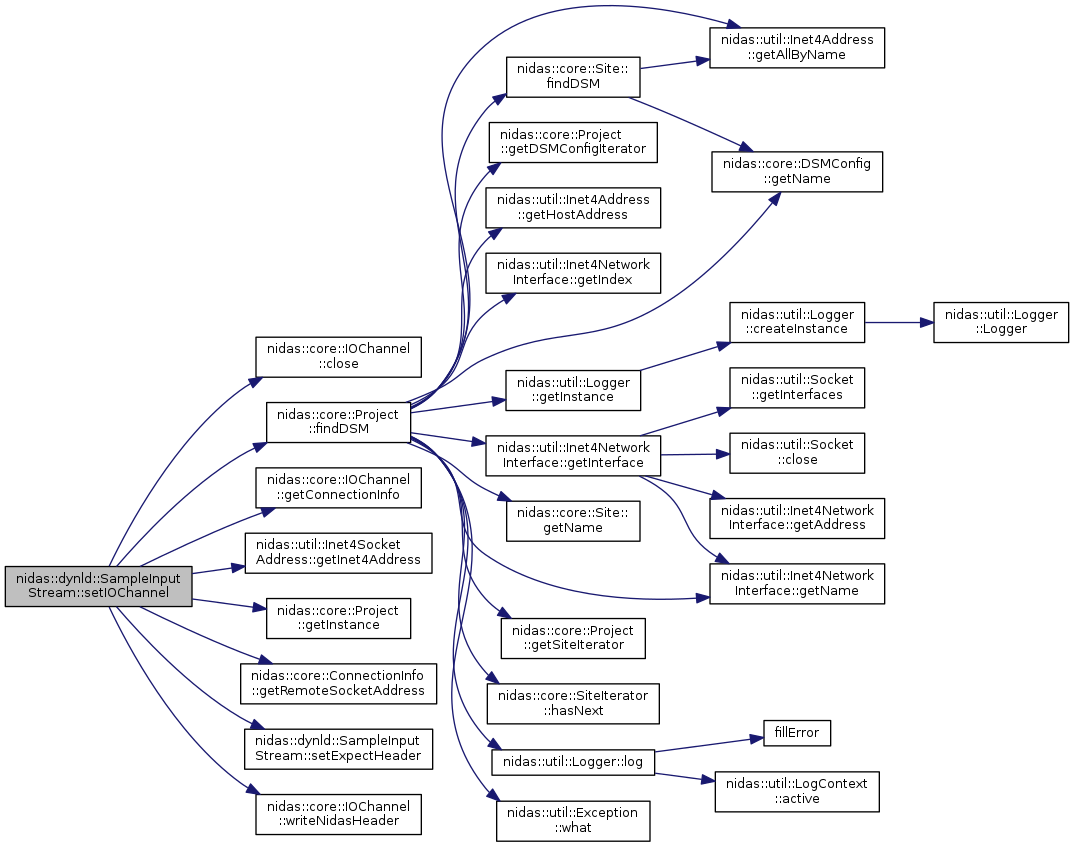 nidas::dynld::SampleInput
Stream::setIOChannel
nidas::core::IOChannel
::close
nidas::core::Project
::findDSM
nidas::core::IOChannel
::getConnectionInfo
nidas::util::Inet4Socket
Address::getInet4Address
nidas::core::Project
::getInstance
nidas::core::ConnectionInfo
::getRemoteSocketAddress
nidas::dynld::SampleInput
Stream::setExpectHeader
nidas::core::IOChannel
::writeNidasHeader
nidas::core::Site::
findDSM
nidas::core::Project
::getDSMConfigIterator
nidas::util::Inet4Address
::getHostAddress
nidas::util::Inet4Network
Interface::getIndex
nidas::util::Logger
::getInstance
nidas::util::Inet4Network
Interface::getInterface
nidas::core::Site::
getName
nidas::core::Project
::getSiteIterator
nidas::core::SiteIterator
::hasNext
nidas::util::Logger::log
nidas::util::Exception
::what
nidas::util::Inet4Address
::getAllByName
nidas::core::DSMConfig
::getName
nidas::util::Logger
::createInstance
nidas::util::Socket
::getInterfaces
nidas::util::Socket
::close
nidas::util::Inet4Network
Interface::getAddress
nidas::util::Inet4Network
Interface::getName
fillError
nidas::util::LogContext
::active
nidas::util::Logger
::Logger